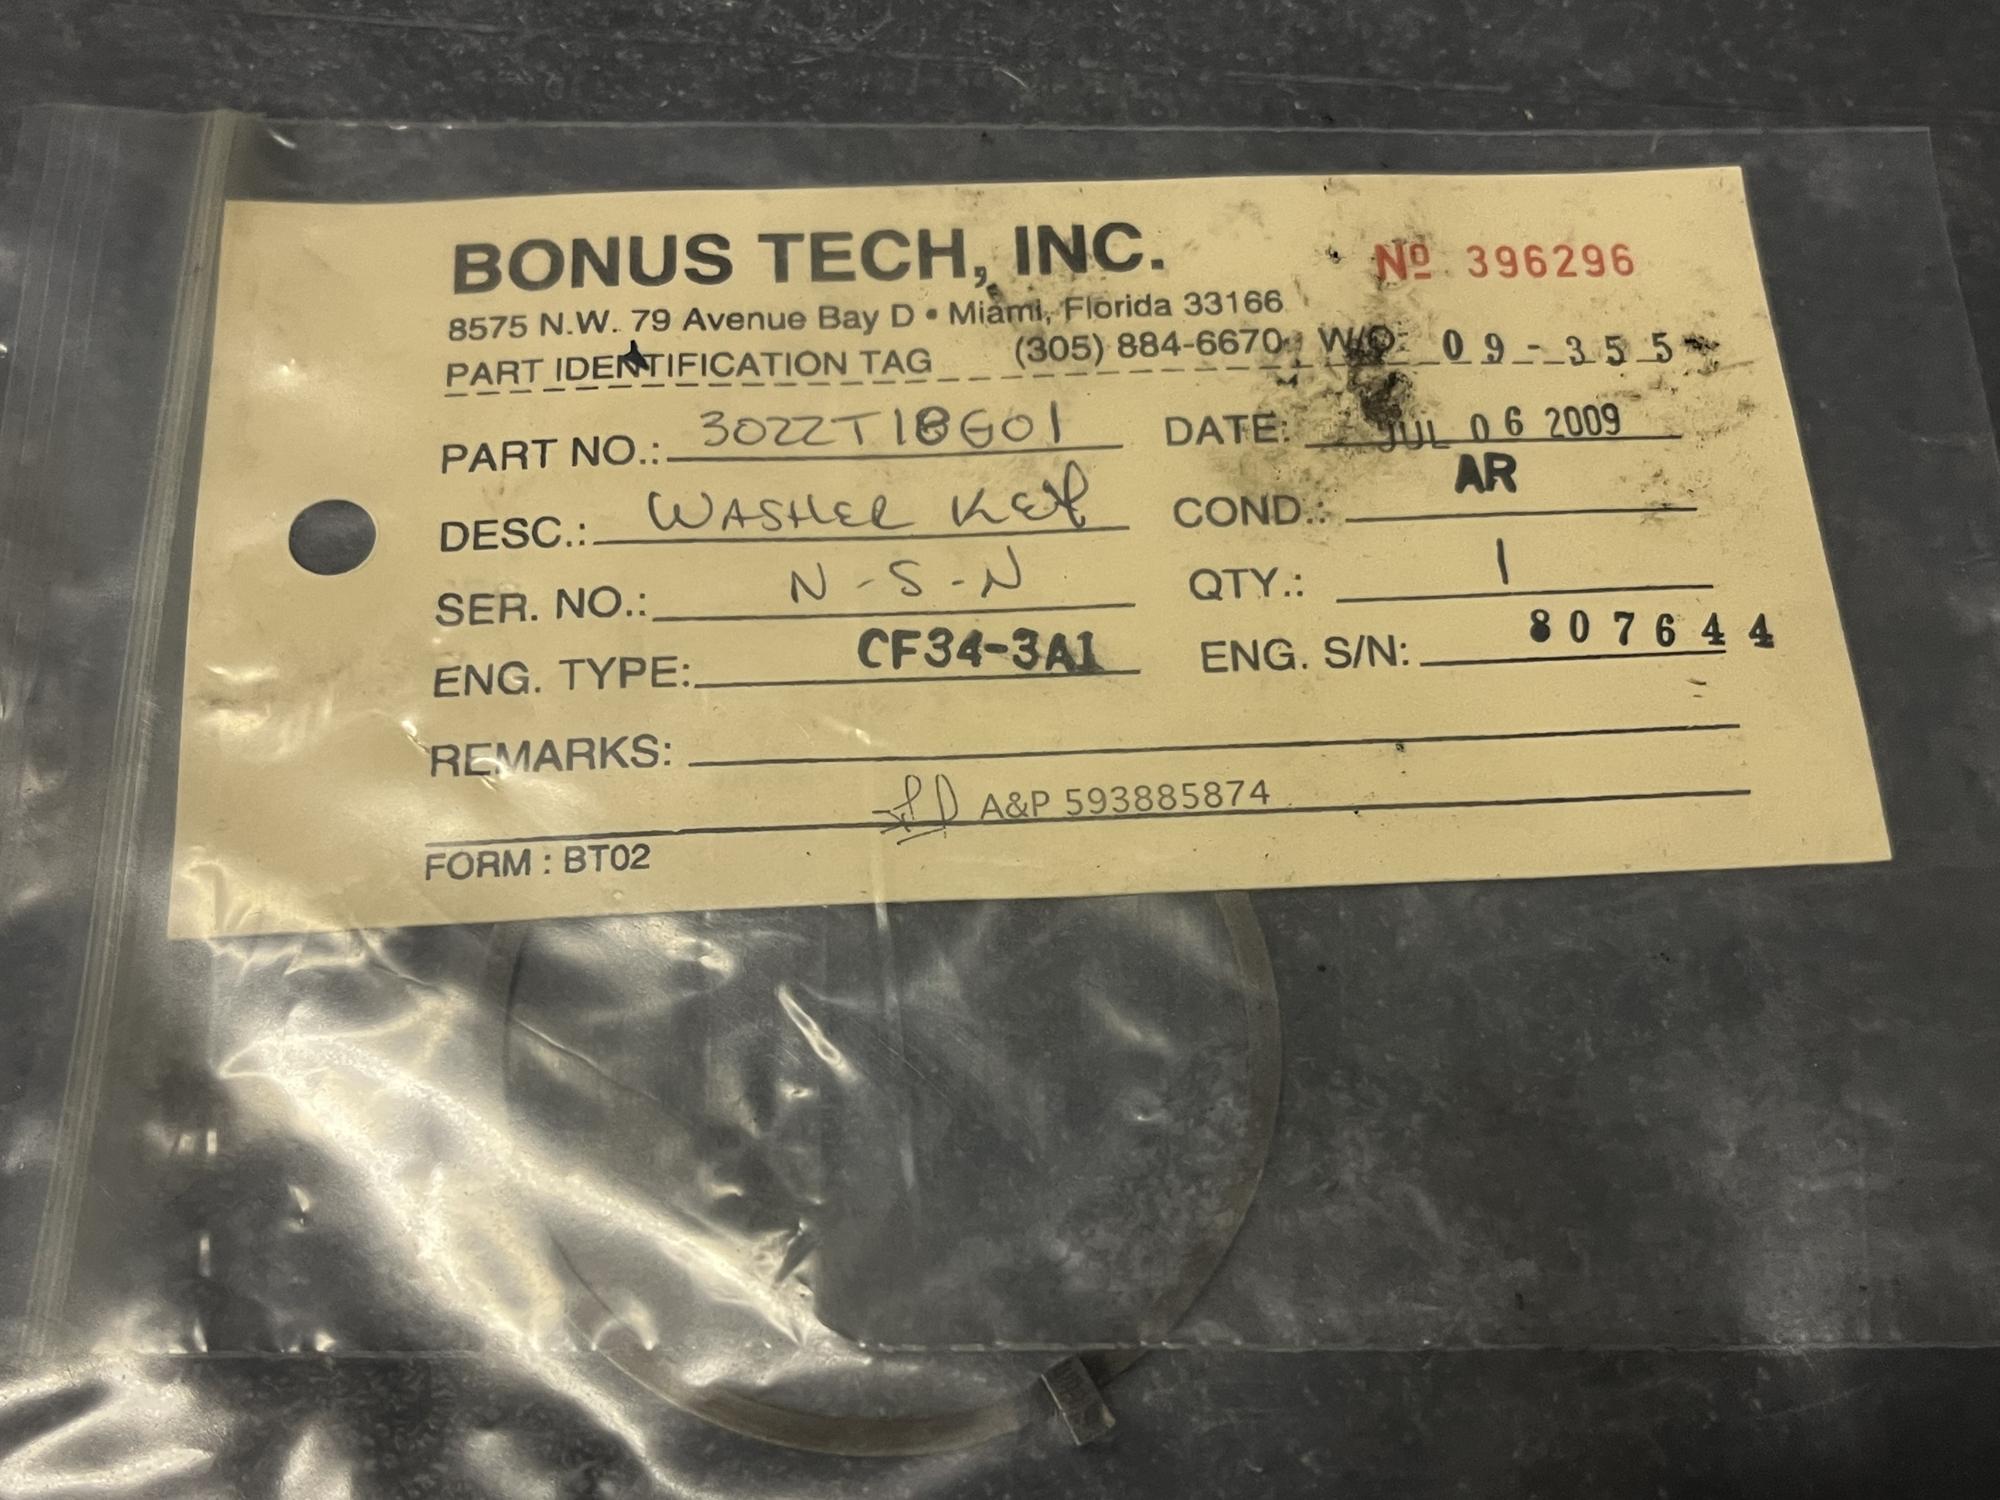 BONUS TECH, INC.
Nº 396296
8575 N.W. 79 Avenue Bay D • Miami, Florida 33166
PART IDENTIFICATION TAG (305) 884-6670 W/O: 09-355
PART NO.: 3022T18G01 DATE: JUL 06 2009
DESC.: WASHER KEY COND.: AR
SER. NO.: N-S-N QTY.: 1
ENG. TYPE: CF34-3A1 ENG. S/N: 807644
REMARKS:
A&P 593885874
FORM : BT02